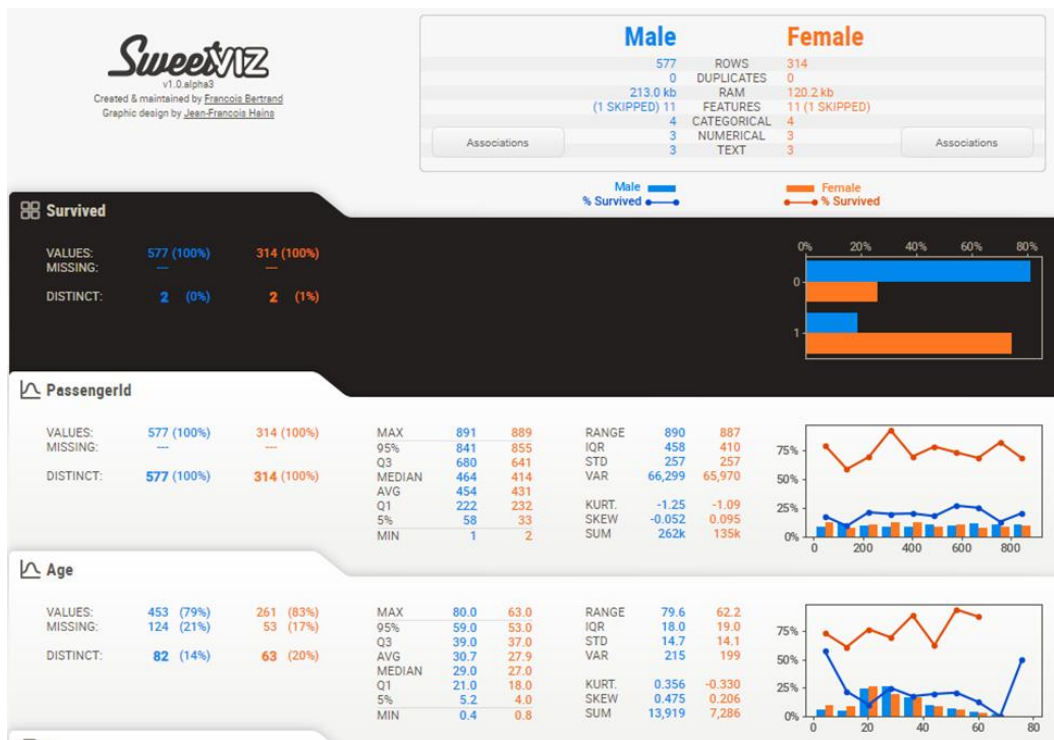 SweetVIZ
v1.0.alpha3
Created & maintained by Francois Bertrand
Graphic design by Jean-Francois Hains
Male Female
577 ROWS 314
0 DUPLICATES 0
213.0 kb RAM 120.2 kb
(1 SKIPPED) 11 FEATURES 11 (1 SKIPPED)
4 CATEGORICAL 4
3 NUMERICAL 3
3 TEXT 3
Associations
Associations
Male
% Survived
Female
% Survived
Survived
VALUES: 577 (100%) 314 (100%)
MISSING: --- ---
DISTINCT: 2 (0%) 2 (1%)
0% 20% 40% 60% 80%
0
1
PassengerId
VALUES: 577 (100%) 314 (100%)
MISSING: --- ---
DISTINCT: 577 (100%) 314 (100%)
MAX 891 889
95% 841 855
Q3 680 641
MEDIAN 464 414
AVG 454 431
Q1 222 232
5% 58 33
MIN 1 2
RANGE 890 887
IQR 458 410
STD 257 257
VAR 66,299 65,970
KURT. -1.25 -1.09
SKEW -0.052 0.095
SUM 262k 135k
75%
50%
25%
0%
0 200 400 600 800
Age
VALUES: 453 (79%) 261 (83%)
MISSING: 124 (21%) 53 (17%)
DISTINCT: 82 (14%) 63 (20%)
MAX 80.0 63.0
95% 59.0 53.0
Q3 39.0 37.0
AVG 30.7 27.9
MEDIAN 29.0 27.0
Q1 21.0 18.0
5% 5.2 4.0
MIN 0.4 0.8
RANGE 79.6 62.2
IQR 18.0 19.0
STD 14.7 14.1
VAR 215 199
KURT. 0.356 -0.330
SKEW 0.475 0.206
SUM 13,919 7,286
75%
50%
25%
0%
0 20 40 60 80